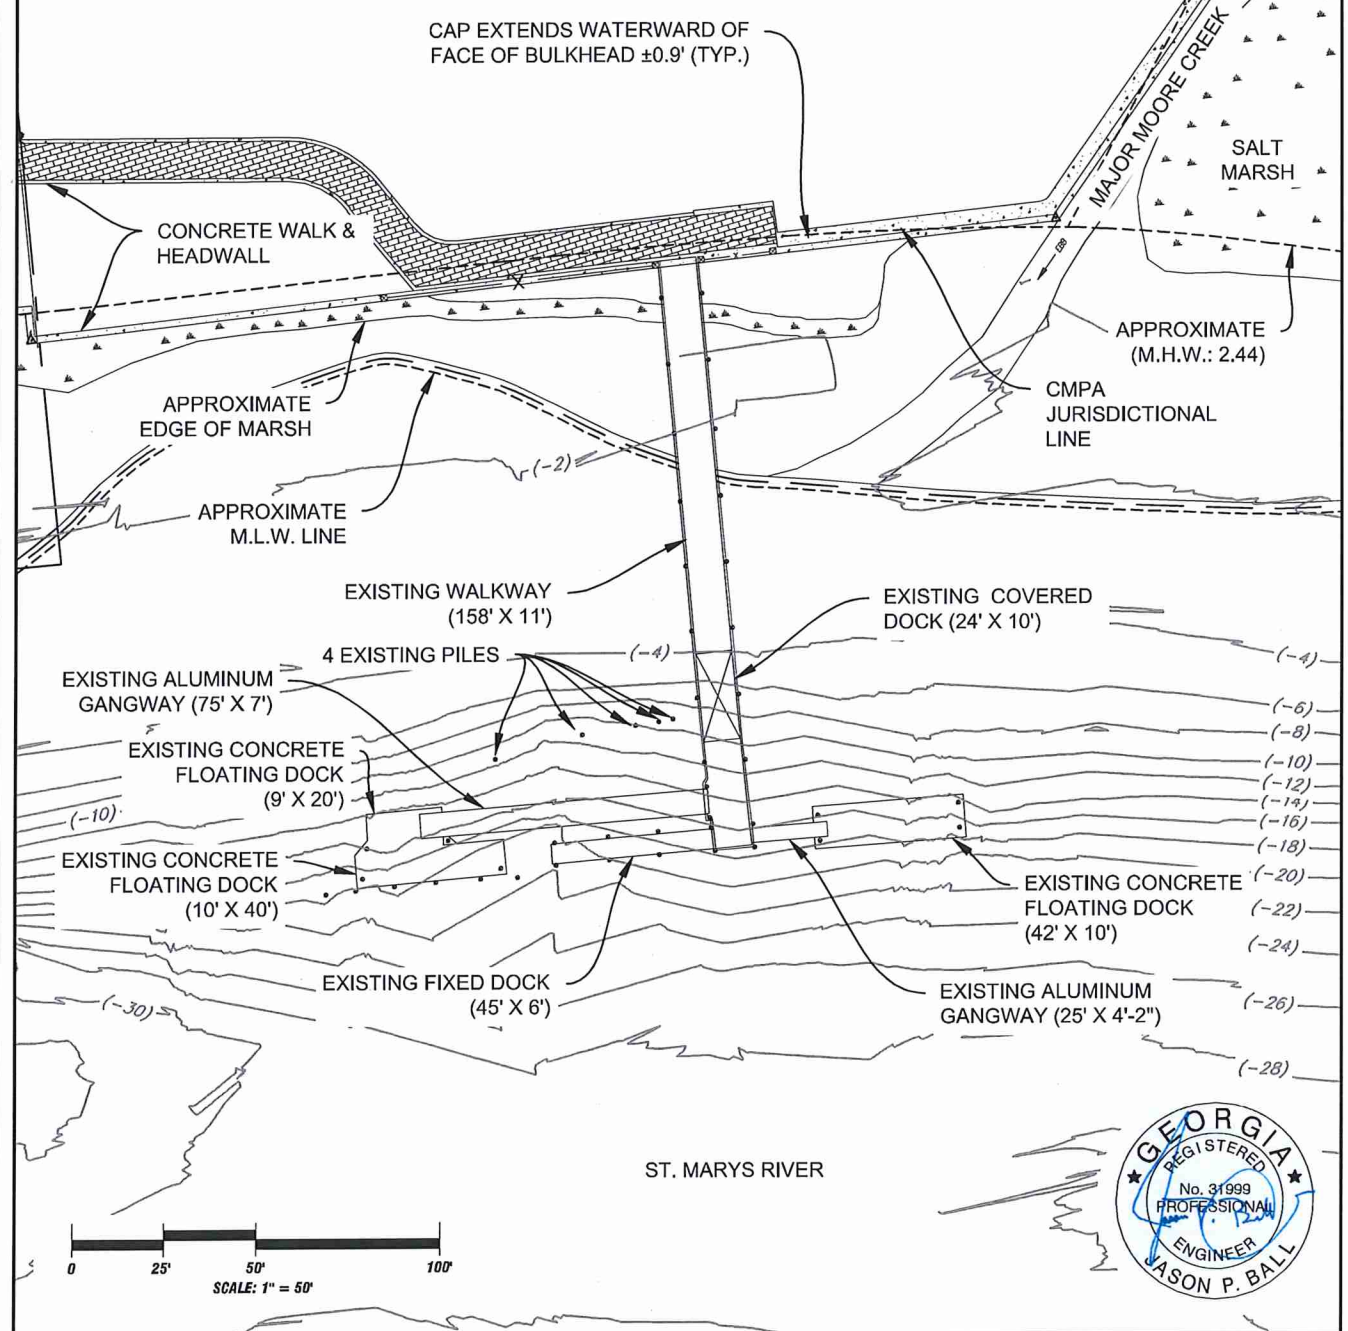 CAP EXTENDS WATERWARD OF
FACE OF BULKHEAD ±0.9' (TYP.)
MAJOR MOORE CREEK
SALT
MARSH
CONCRETE WALK &
HEADWALL
EBB
APPROXIMATE
(M.H.W.: 2.44)
CMPA
JURISDICTIONAL
LINE
APPROXIMATE
EDGE OF MARSH
(-2)
APPROXIMATE
M.L.W. LINE
EXISTING WALKWAY
(158' X 11')
EXISTING COVERED
DOCK (24' X 10')
4 EXISTING PILES
(-4)
(-4)
EXISTING ALUMINUM
GANGWAY (75' X 7')
(-6)
(-8)
EXISTING CONCRETE
FLOATING DOCK
(9' X 20')
(-10)
(-12)
(-14)
(-10)
(-16)
(-18)
EXISTING CONCRETE
FLOATING DOCK
(10' X 40')
(-20)
EXISTING CONCRETE
FLOATING DOCK
(42' X 10')
(-22)
(-24)
EXISTING FIXED DOCK
(45' X 6')
EXISTING ALUMINUM
GANGWAY (25' X 4'-2")
(-26)
(-30)
(-28)
ST. MARYS RIVER
GEORGIA
REGISTERED
No. 31999
PROFESSIONAL
ENGINEER
JASON P. BALL
0 25' 50' 100'
SCALE: 1" = 50'